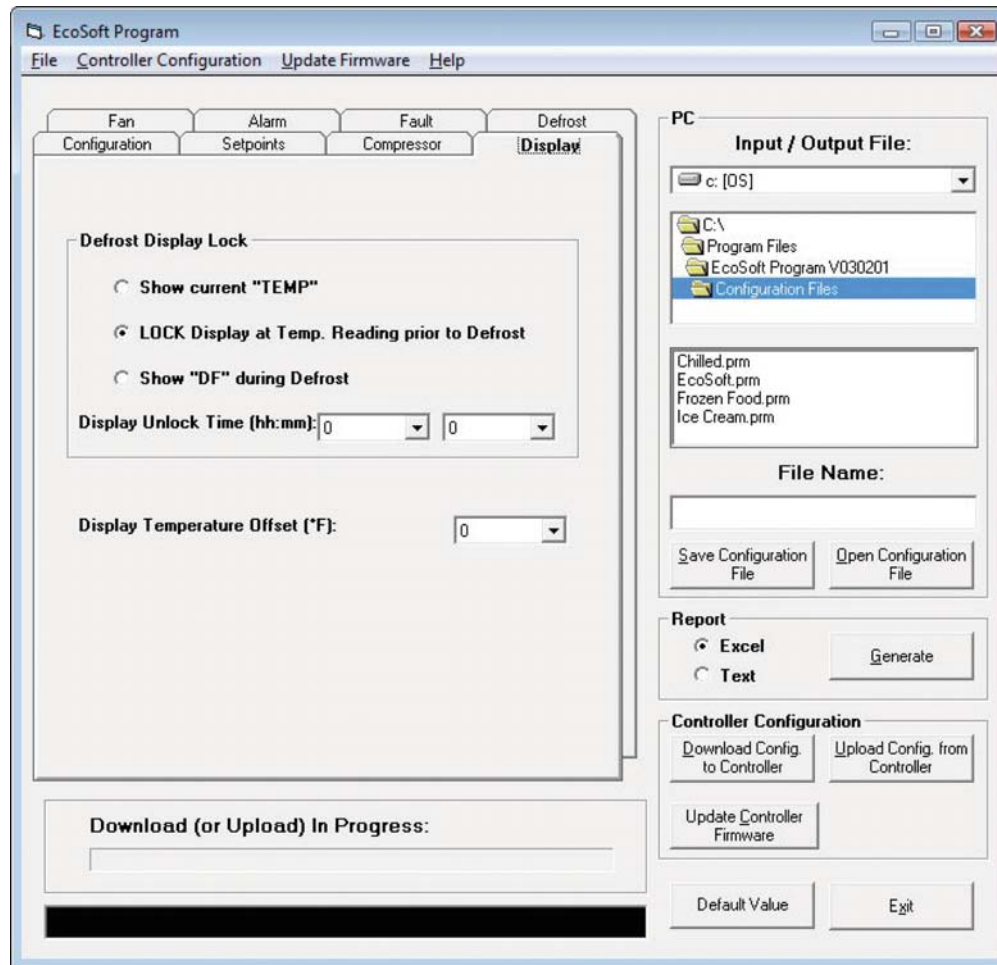 EcoSoft Program
File Controller Configuration Update Firmware Help
Fan Alarm Fault Defrost
Configuration Setpoints Compressor Display
Defrost Display Lock
Show current "TEMP"
LOCK Display at Temp. Reading prior to Defrost
Show "DF" during Defrost
Display Unlock Time (hh:mm): 0 0
Display Temperature Offset (°F): 0
Download (or Upload) In Progress:
PC
Input / Output File:
c: [OS]
C:\
Program Files
EcoSoft Program V030201
Configuration Files
Chilled.prm
EcoSoft.prm
Frozen Food.prm
Ice Cream.prm
File Name:
Save Configuration File
Open Configuration File
Report
Excel
Text
Generate
Controller Configuration
Download Config. to Controller
Upload Config. from Controller
Update Controller Firmware
Default Value
Exit